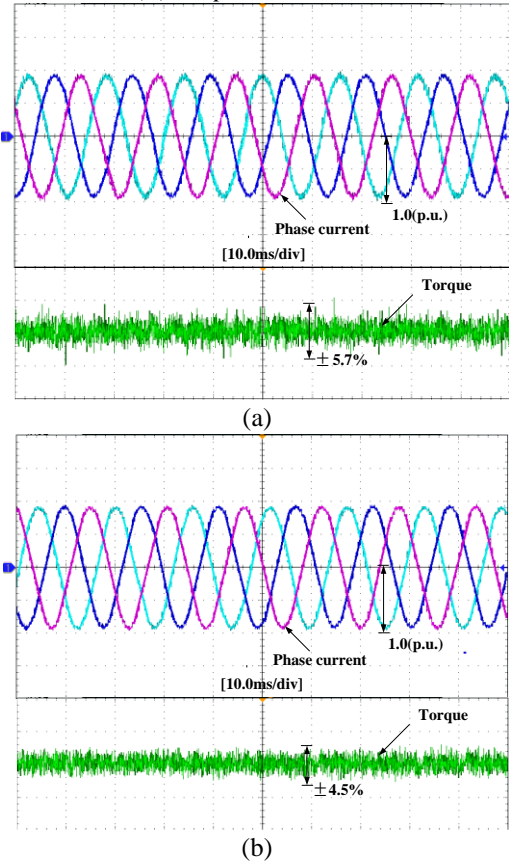 1.0(p.u.)
Phase current
[10.0ms/div]
Torque
± 5.7%
(a)
1.0(p.u.)
Phase current
[10.0ms/div]
Torque
± 4.5%
(b)